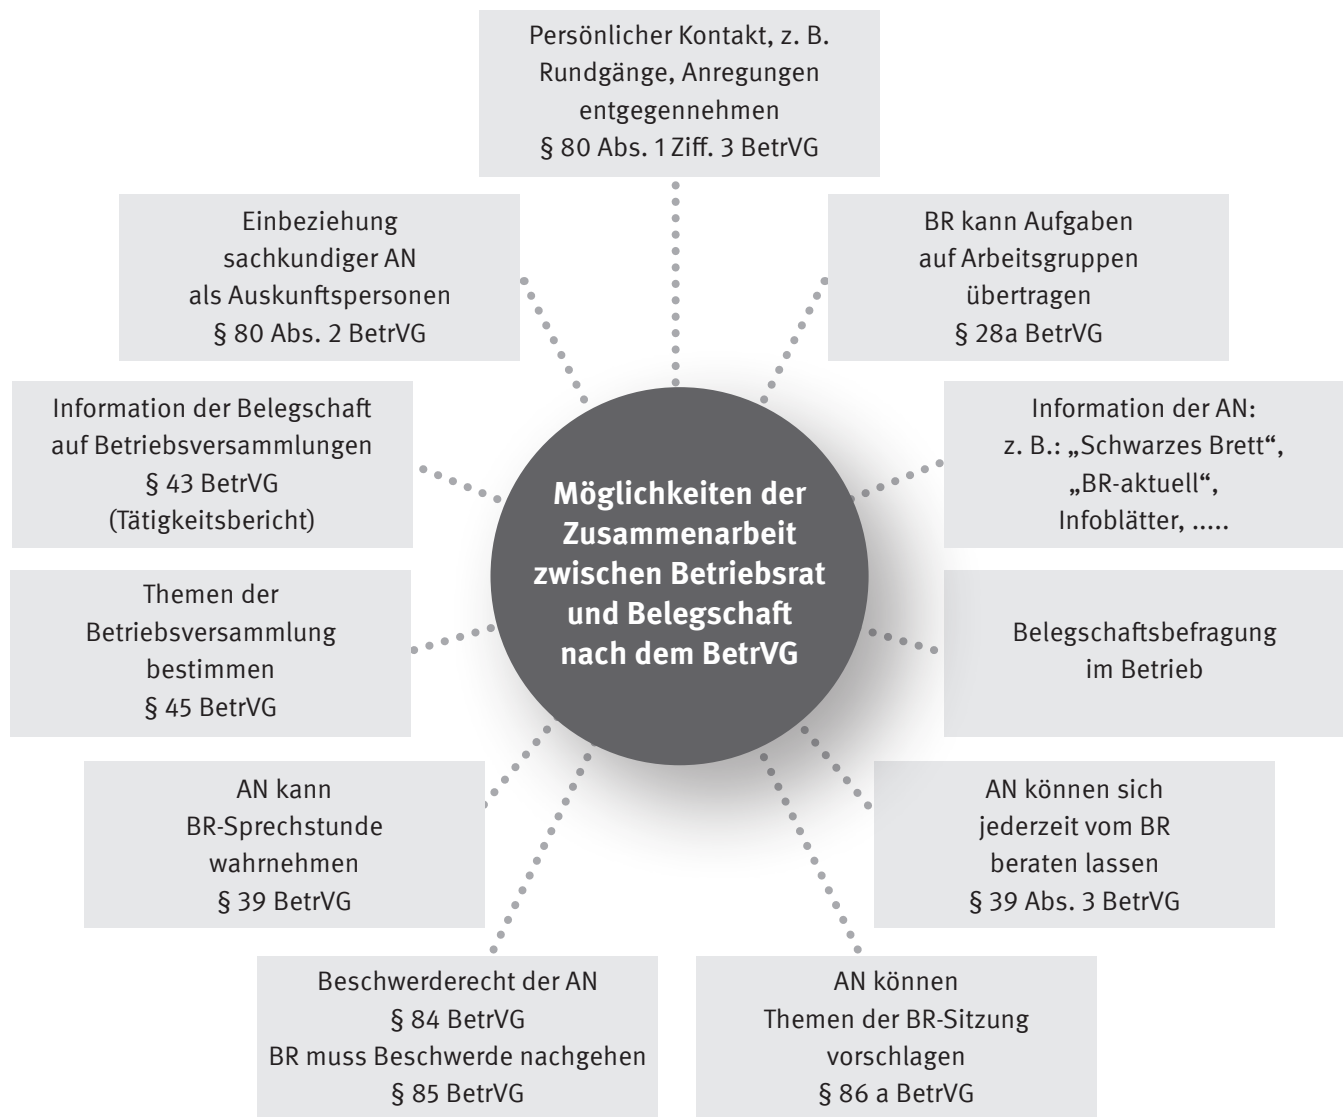 Persönlicher Kontakt, z. B.
Rundgänge, Anregungen
entgegennehmen
§ 80 Abs. 1 Ziff. 3 BetrVG
Einbeziehung
sachkundiger AN
als Auskunftspersonen
§ 80 Abs. 2 BetrVG
BR kann Aufgaben
auf Arbeitsgruppen
übertragen
§ 28a BetrVG
Information der Belegschaft
auf Betriebsversammlungen
§ 43 BetrVG
(Tätigkeitsbericht)
Information der AN:
z. B.: „Schwarzes Brett“,
„BR-aktuell“,
Infoblätter, .....
Möglichkeiten der
Zusammenarbeit
zwischen Betriebsrat
und Belegschaft
nach dem BetrVG
Themen der
Betriebsversammlung
bestimmen
§ 45 BetrVG
Belegschaftsbefragung
im Betrieb
AN kann
BR-Sprechstunde
wahrnehmen
§ 39 BetrVG
AN können sich
jederzeit vom BR
beraten lassen
§ 39 Abs. 3 BetrVG
Beschwerderecht der AN
§ 84 BetrVG
BR muss Beschwerde nachgehen
§ 85 BetrVG
AN können
Themen der BR-Sitzung
vorschlagen
§ 86 a BetrVG